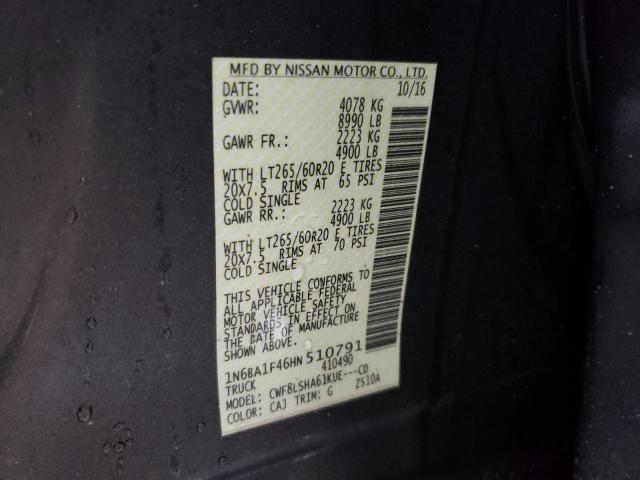 MFD BY NISSAN MOTOR CO., LTD.
DATE: 10/16
GVWR: 4078 KG
8990 LB
GAWR FR.: 2223 KG
4900 LB
WITH LT265/60R20 E TIRES
20X7.5 RIMS AT 65 PSI
COLD SINGLE
GAWR RR.: 2223 KG
4900 LB
WITH LT265/60R20 E TIRES
20X7.5 RIMS AT 70 PSI
COLD SINGLE
THIS VEHICLE CONFORMS TO
ALL APPLICABLE FEDERAL
MOTOR VEHICLE SAFETY
STANDARDS IN EFFECT ON
THE DATE OF MANUFACTURE
SHOWN ABOVE.
1N6BA1F46HN510791
TRUCK 410490
MODEL: CWF8LSHA61KUE---CD
COLOR: CAJ TRIM: G ZS10A